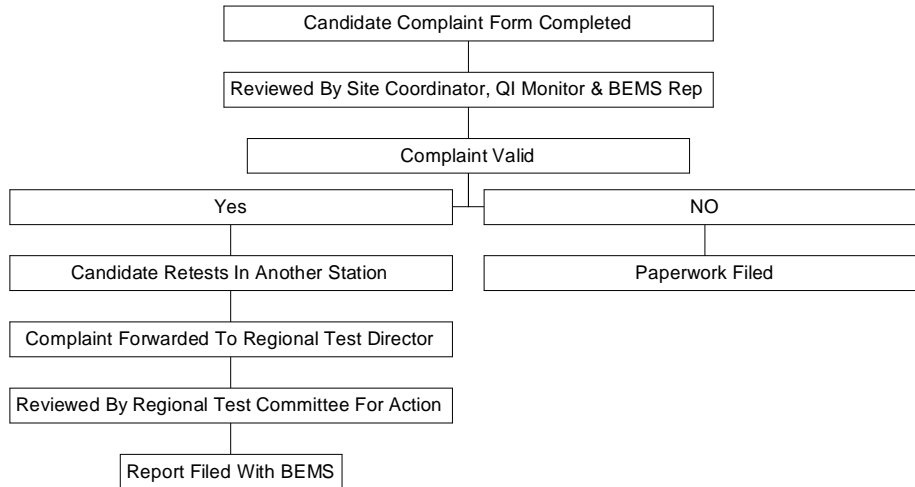 Candidate Complaint Form Completed
Reviewed By Site Coordinator, QI Monitor & BEMS Rep
Complaint Valid
Yes
NO
Candidate Retests In Another Station
Paperwork Filed
Complaint Forwarded To Regional Test Director
Reviewed By Regional Test Committee For Action
Report Filed With BEMS